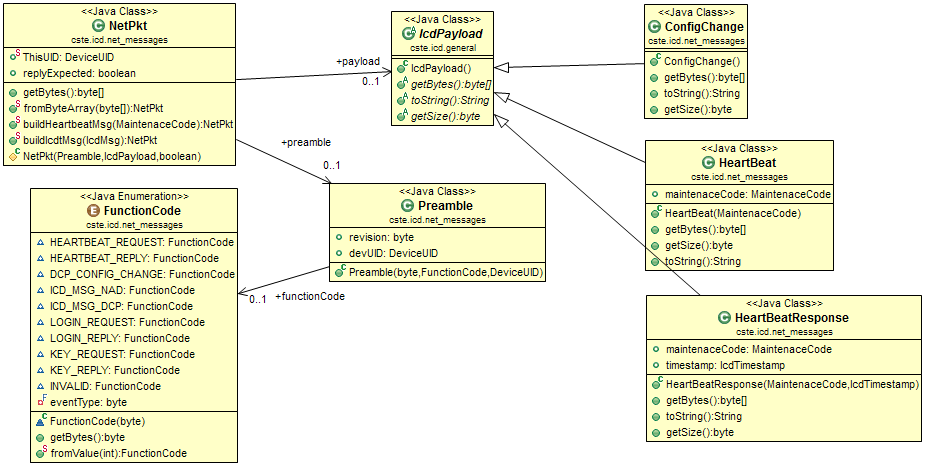 <<Java Class>>
NetPkt
cste.icd.net_messages
ThisUID: DeviceUID
replyExpected: boolean
getBytes():byte[]
fromByteArray(byte[]):NetPkt
buildHeartbeatMsg(MaintenaceCode):NetPkt
buildIcdtMsg(IcdMsg):NetPkt
NetPkt(Preamble,IcdPayload,boolean)
+payload
0..1
+preamble
0..1
<<Java Class>>
IcdPayload
cste.icd.general
IcdPayload()
getBytes():byte[]
toString():String
getSize():byte
<<Java Class>>
ConfigChange
cste.icd.net_messages
ConfigChange()
getBytes():byte[]
toString():String
getSize():byte
<<Java Class>>
HeartBeat
cste.icd.net_messages
maintenaceCode: MaintenaceCode
HeartBeat(MaintenaceCode)
getBytes():byte[]
getSize():byte
toString():String
<<Java Enumeration>>
FunctionCode
cste.icd.net_messages
HEARTBEAT_REQUEST: FunctionCode
HEARTBEAT_REPLY: FunctionCode
DCP_CONFIG_CHANGE: FunctionCode
ICD_MSG_NAD: FunctionCode
ICD_MSG_DCP: FunctionCode
LOGIN_REQUEST: FunctionCode
LOGIN_REPLY: FunctionCode
KEY_REQUEST: FunctionCode
KEY_REPLY: FunctionCode
INVALID: FunctionCode
eventType: byte
FunctionCode(byte)
getBytes():byte
fromValue(int):FunctionCode
<<Java Class>>
Preamble
cste.icd.net_messages
revision: byte
devUID: DeviceUID
Preamble(byte,FunctionCode,DeviceUID)
0..1
+functionCode
<<Java Class>>
HeartBeatResponse
cste.icd.net_messages
maintenaceCode: MaintenaceCode
timestamp: IcdTimestamp
HeartBeatResponse(MaintenaceCode,IcdTimestamp)
getBytes():byte[]
toString():String
getSize():byte